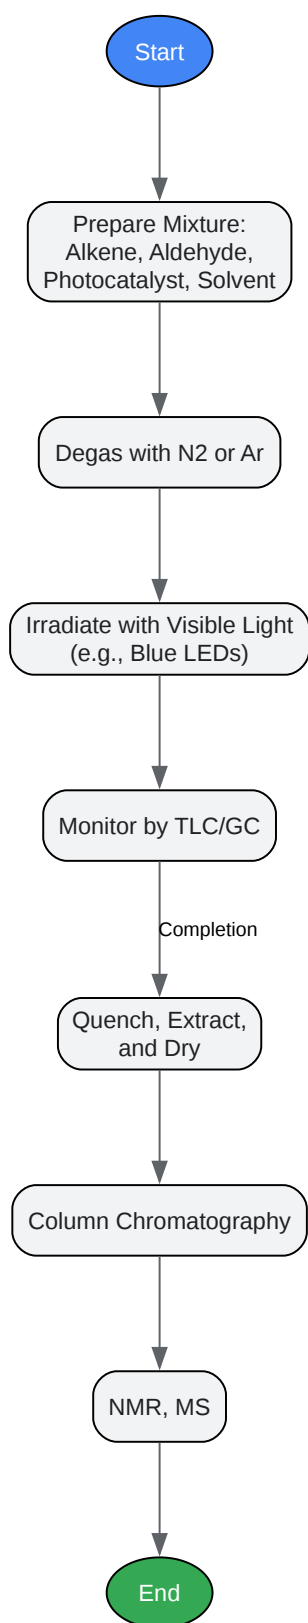 Start
Prepare Mixture:
Alkene, Aldehyde,
Photocatalyst, Solvent
Degas with N2 or Ar
Irradiate with Visible Light
(e.g., Blue LEDs)
Monitor by TLC/GC
Completion
Quench, Extract,
and Dry
Column Chromatography
NMR, MS
End